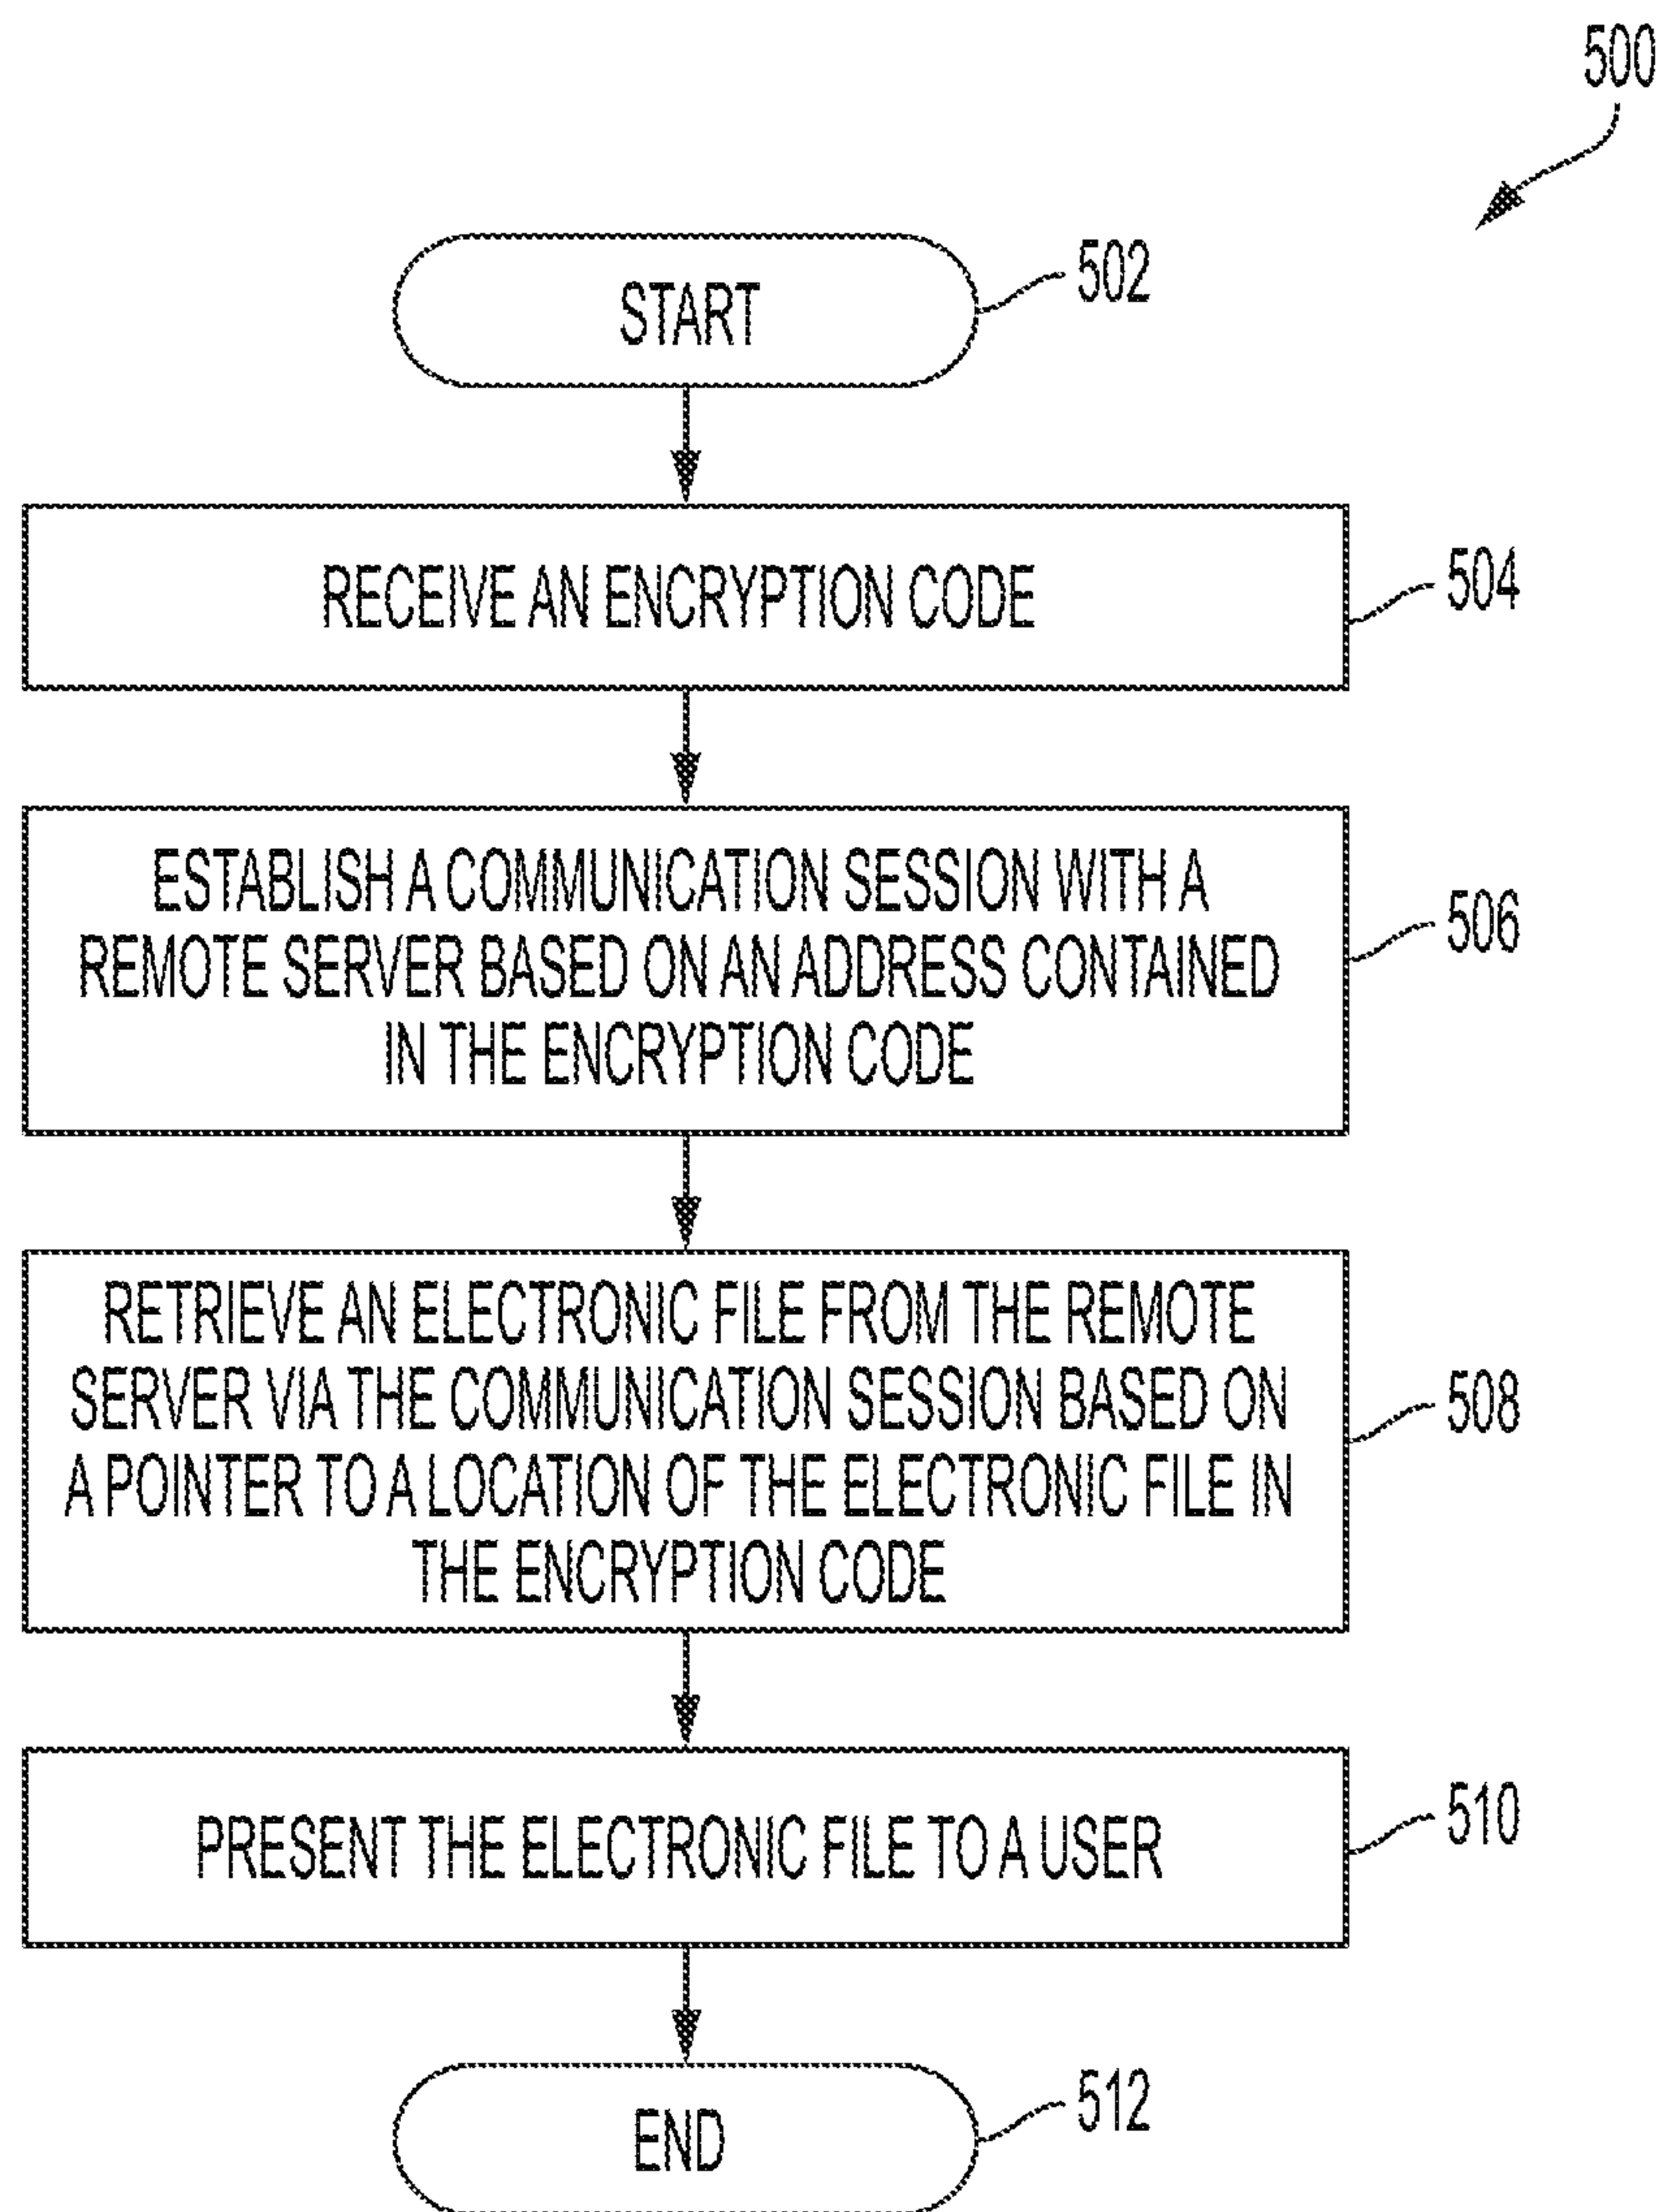 500
START
502
RECEIVE AN ENCRYPTION CODE
504
ESTABLISH A COMMUNICATION SESSION WITH A
REMOTE SERVER BASED ON AN ADDRESS CONTAINED
IN THE ENCRYPTION CODE
506
RETRIEVE AN ELECTRONIC FILE FROM THE REMOTE
SERVER VIA THE COMMUNICATION SESSION BASED ON
A POINTER TO A LOCATION OF THE ELECTRONIC FILE IN
THE ENCRYPTION CODE
508
PRESENT THE ELECTRONIC FILE TO A USER
510
END
512